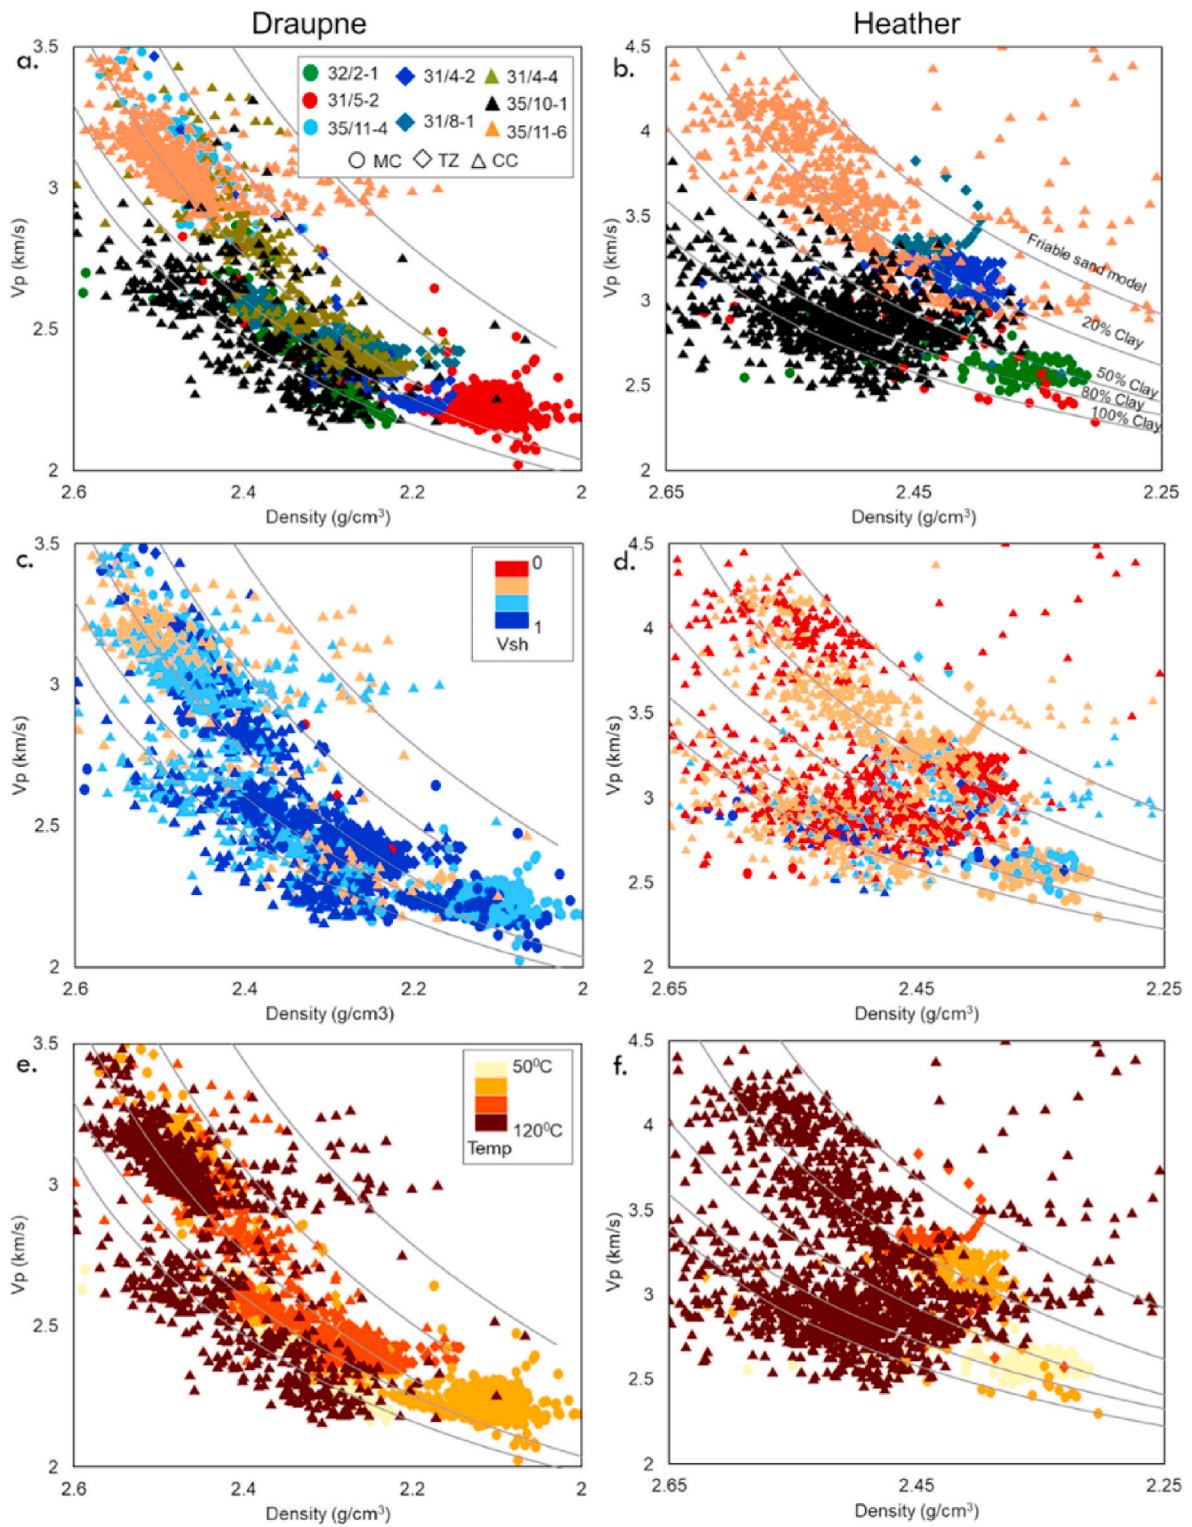 Draupne
Heather
a.
3.5
3
2.5
2
Vp (km/s)
32/2-1
31/4-2
31/4-4
31/5-2
31/8-1
35/10-1
35/11-4
35/11-6
MC
TZ
CC
2.6
2.4
2.2
2
Density (g/cm³)
b.
4.5
4
3.5
3
2.5
2
Vp (km/s)
Friable sand model
20% Clay
50% Clay
80% Clay
100% Clay
2.65
2.45
2.25
Density (g/cm³)
c.
3.5
3
2.5
2
Vp (km/s)
0
1
Vsh
2.6
2.4
2.2
2
Density (g/cm3)
d.
4.5
4
3.5
3
2.5
2
Vp (km/s)
2.65
2.45
2.25
Density (g/cm³)
e.
3.5
3
2.5
2
Vp (km/s)
50⁰C
120⁰C
Temp
2.6
2.4
2.2
2
Density (g/cm³)
f.
4.5
4
3.5
3
2.5
2
Vp (km/s)
2.65
2.45
2.25
Density (g/cm³)